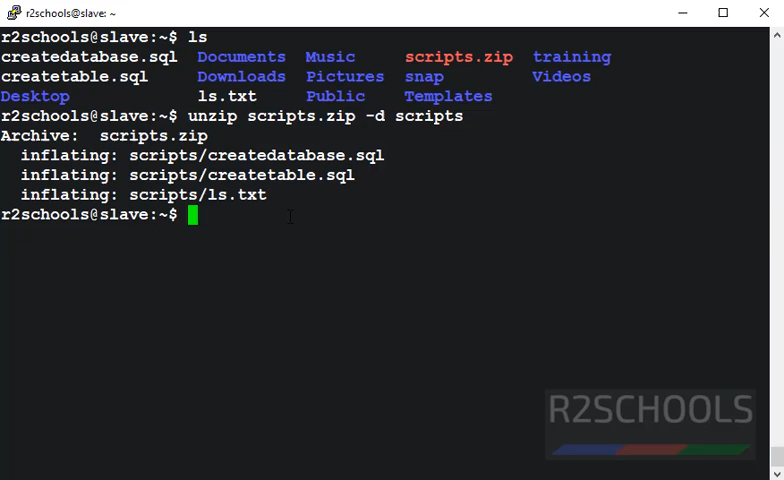 r2schools@slave: ~
r2schools@slave:~$ ls
createdatabase.sql  Documents  Music     scripts.zip  training
createtable.sql     Downloads  Pictures  snap         Videos
Desktop             ls.txt     Public    Templates
r2schools@slave:~$ unzip scripts.zip -d scripts
Archive:  scripts.zip
  inflating: scripts/createdatabase.sql
  inflating: scripts/createtable.sql
  inflating: scripts/ls.txt
r2schools@slave:~$
R2SCHOOLS